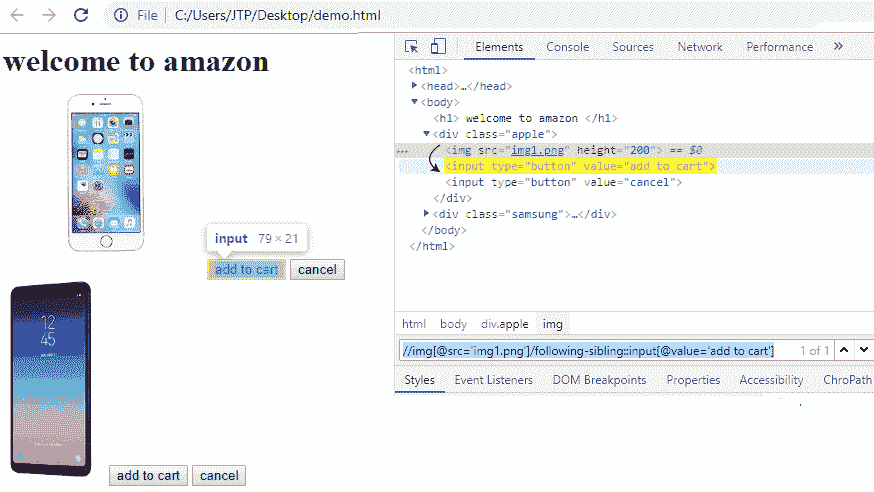 File | C:/Users/JTP/Desktop/demo.html
welcome to amazon
input 79 × 21
add to cart cancel
12
45
add to cart cancel
Elements Console Sources Network Performance »
<html>
<head>…</head>
<body>
<h1> welcome to amazon </h1>
<div class="apple">
… <img src="img1.png" height="200"> == $0
<input type="button" value="add to cart">
<input type="button" value="cancel">
</div>
<div class="samsung">…</div>
</body>
</html>
html body div.apple img
//img[@src='img1.png']/following-sibling::input[@value='add to cart'] 1 of 1
Styles Event Listeners DOM Breakpoints Properties Accessibility ChroPath